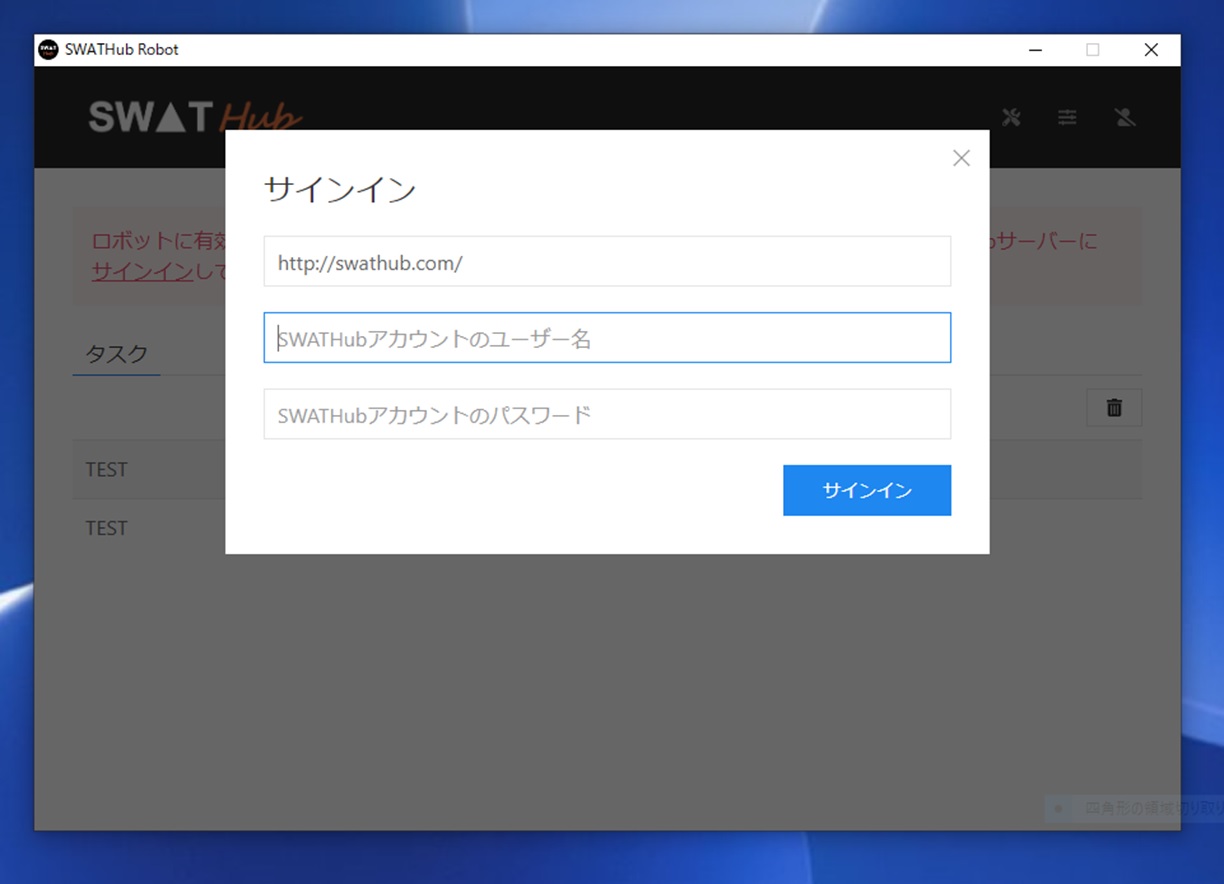 SWATHub Robot
SWAT Hub
サインイン
http://swathub.com/
ロボットに有効
サーバーに
サインインして
SWATHubアカウントのユーザー名
タスク
SWATHubアカウントのパスワード
TEST
サインイン
TEST
四角形の領域切り取り